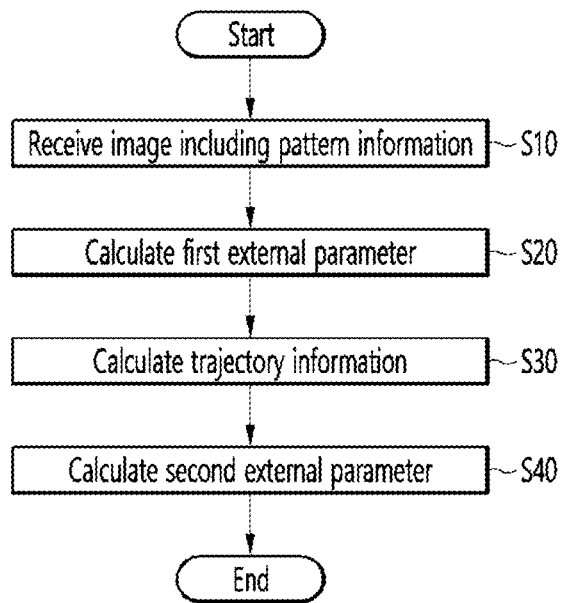 Start
Receive image including pattern information S10
Calculate first external parameter S20
Calculate trajectory information S30
Calculate second external parameter S40
End